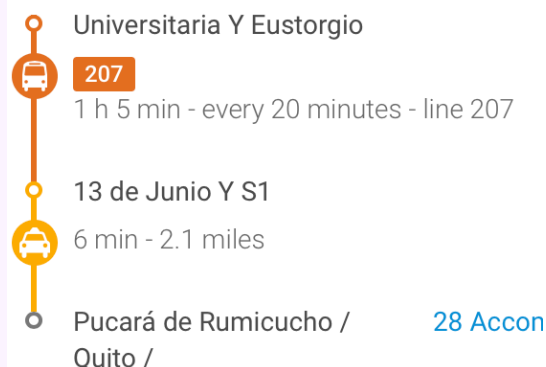 Universitaria Y Eustorgio
207
1 h 5 min - every 20 minutes - line 207
13 de Junio Y S1
6 min - 2.1 miles
Pucará de Rumicucho / 28 Accon
Quito /